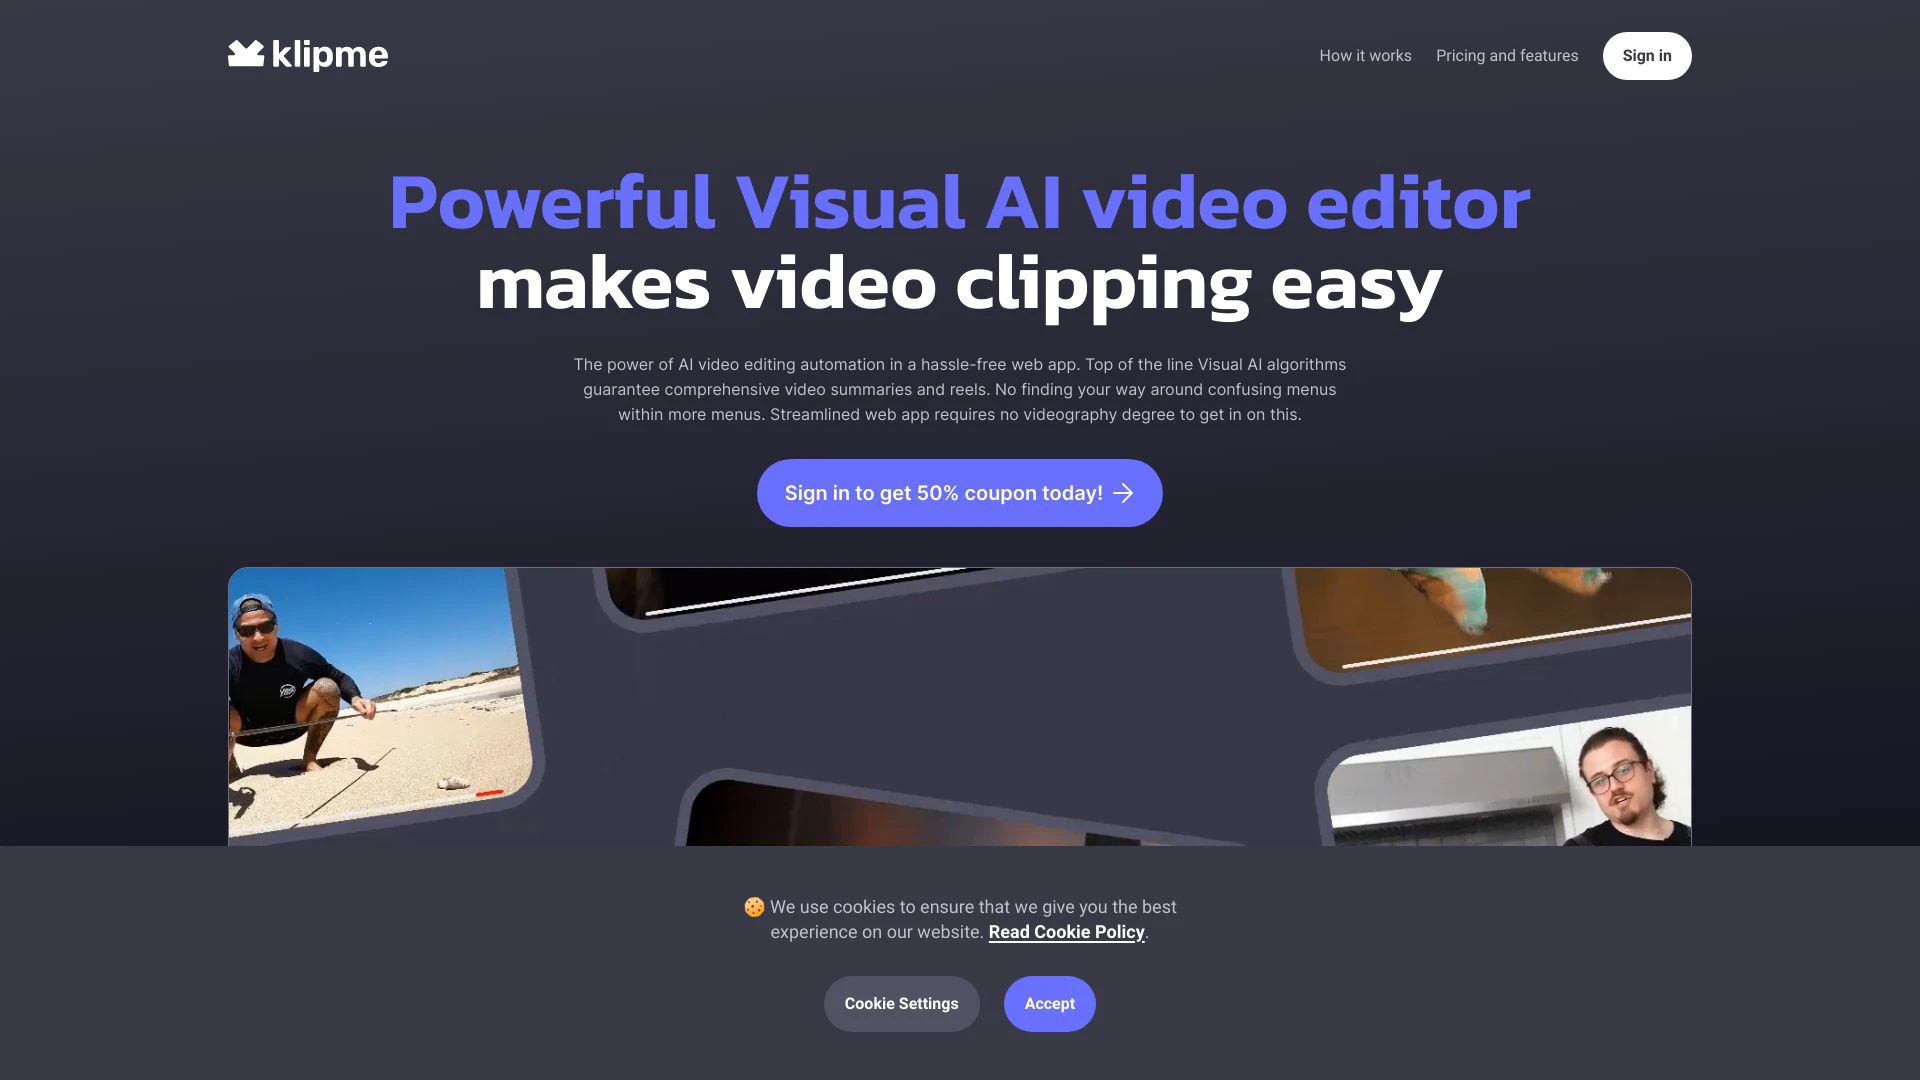 klipme
How it works
Pricing and features
Sign in
Powerful Visual AI video editor
makes video clipping easy
The power of AI video editing automation in a hassle-free web app. Top of the line Visual AI algorithms
guarantee comprehensive video summaries and reels. No finding your way around confusing menus
within more menus. Streamlined web app requires no videography degree to get in on this.
Sign in to get 50% coupon today!
🍪 We use cookies to ensure that we give you the best
experience on our website. Read Cookie Policy.
Cookie Settings
Accept